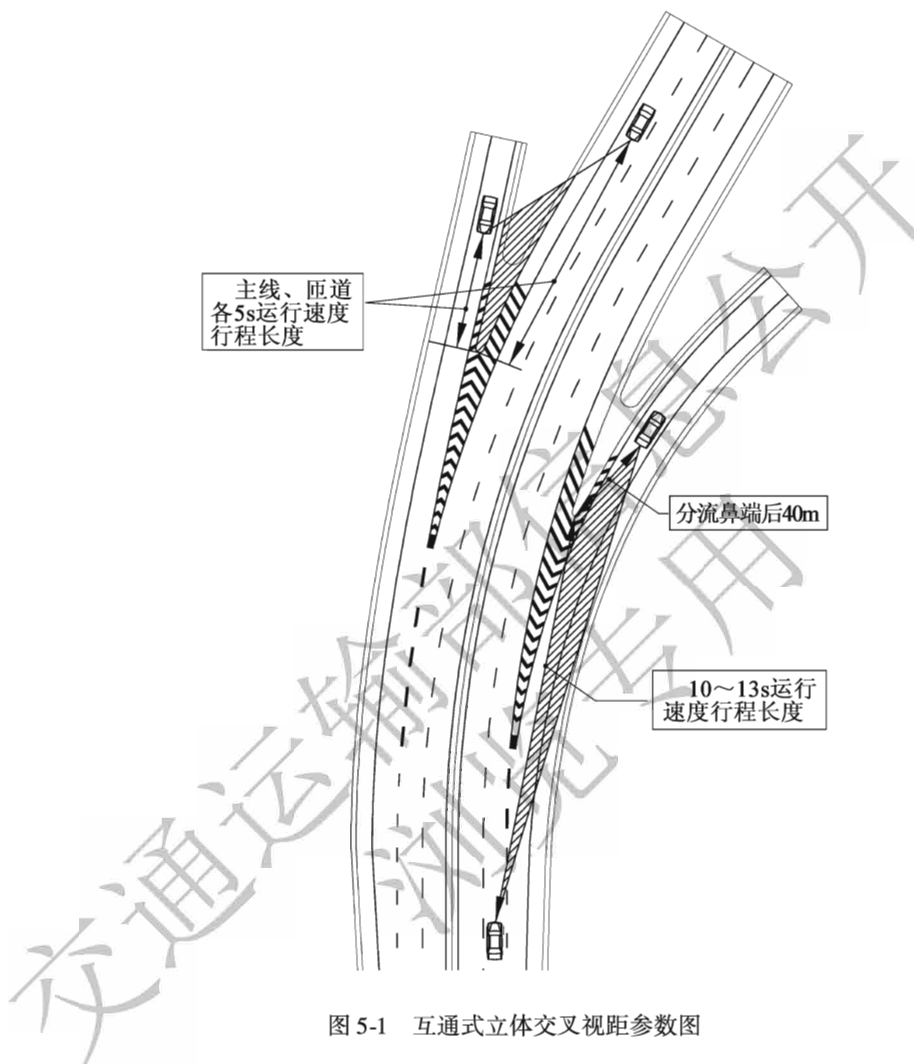 主线、匝道
各5s运行速度
行程长度
分流鼻端后40m
10～13s运行
速度行程长度
图 5-1 互通式立体交叉视距参数图
交通运输部信息公开
浏览专用